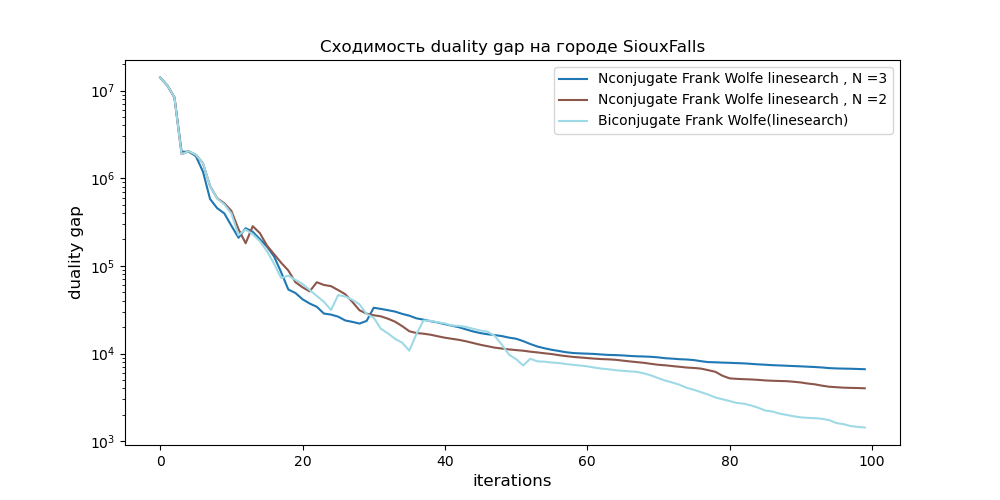 Сходимость duality gap на городе SiouxFalls
Nconjugate Frank Wolfe linesearch , N =3
Nconjugate Frank Wolfe linesearch , N =2
Biconjugate Frank Wolfe(linesearch)
duality gap
10⁷
10⁶
10⁵
10⁴
10³
0 20 40 60 80 100
iterations